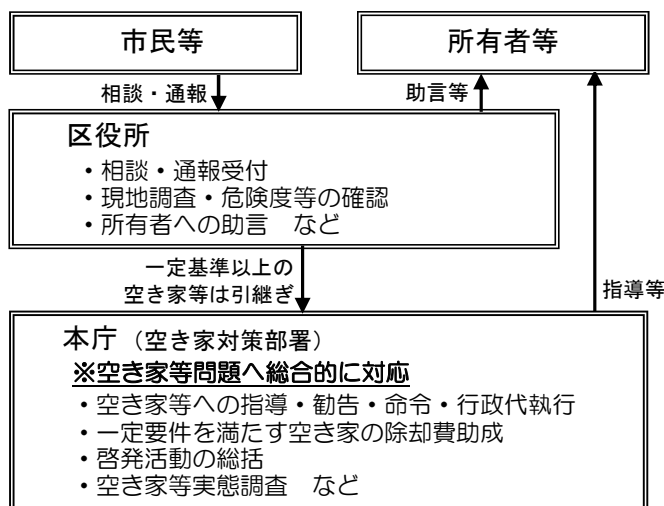 市民等
所有者等
相談・通報
助言等
区役所
・相談・通報受付
・現地調査・危険度等の確認
・所有者への助言　など
一定基準以上の
空き家等は引継ぎ
指導等
本庁（空き家対策部署）
※空き家等問題へ総合的に対応
・空き家等への指導・勧告・命令・行政代執行
・一定要件を満たす空き家の除却費助成
・啓発活動の総括
・空き家等実態調査　など